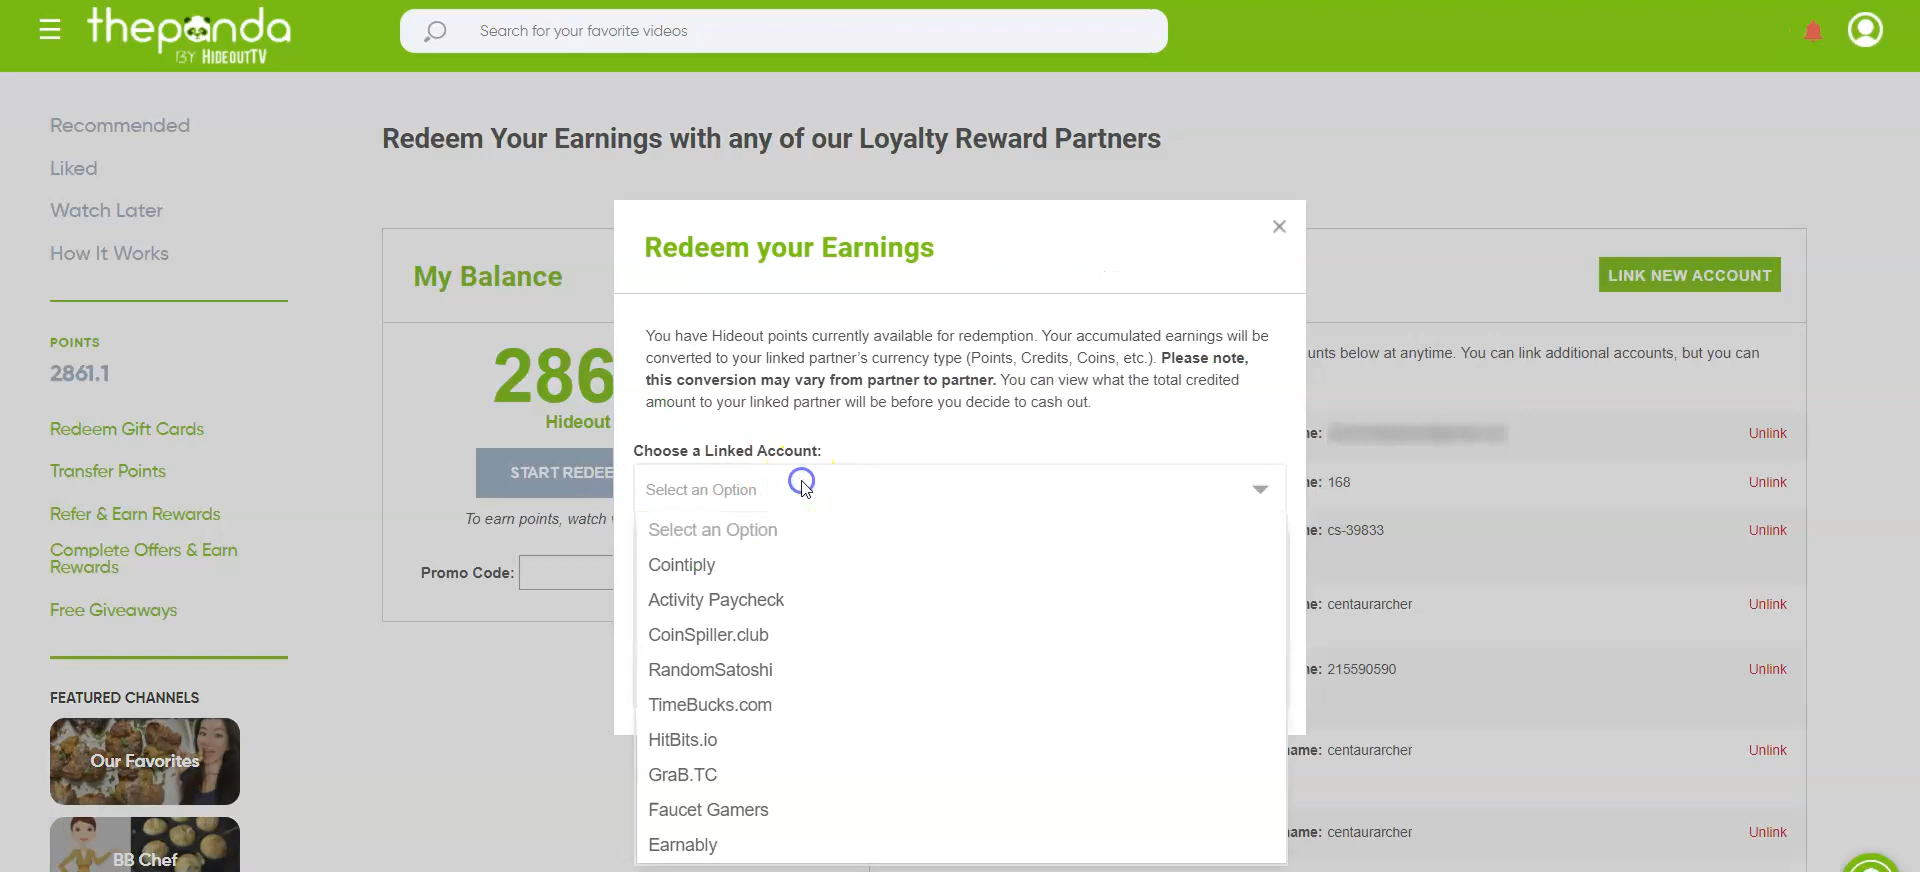 thepanda
BY HIDEOUTTV
Search for your favorite videos
Recommended
Liked
Watch Later
How It Works
POINTS
2861.1
Redeem Gift Cards
Transfer Points
Refer & Earn Rewards
Complete Offers & Earn
Rewards
Free Giveaways
FEATURED CHANNELS
Our Favorites
BB Chef
Redeem Your Earnings with any of our Loyalty Reward Partners
My Balance
286
Hideout
START REDEE
To earn points, watch
Promo Code:
Redeem your Earnings
You have Hideout points currently available for redemption. Your accumulated earnings will be
converted to your linked partner's currency type (Points, Credits, Coins, etc.). Please note,
this conversion may vary from partner to partner. You can view what the total credited
amount to your linked partner will be before you decide to cash out.
Choose a Linked Account:
Select an Option
Select an Option
Cointiply
Activity Paycheck
CoinSpiller.club
RandomSatoshi
TimeBucks.com
HitBits.io
GraB.TC
Faucet Gamers
Earnably
LINK NEW ACCOUNT
unts below at anytime. You can link additional accounts, but you can
ne: Unlink
ne: 168 Unlink
ne: cs-39833 Unlink
ne: centaurarcher Unlink
ne: 215590590 Unlink
ame: centaurarcher Unlink
ame: centaurarcher Unlink